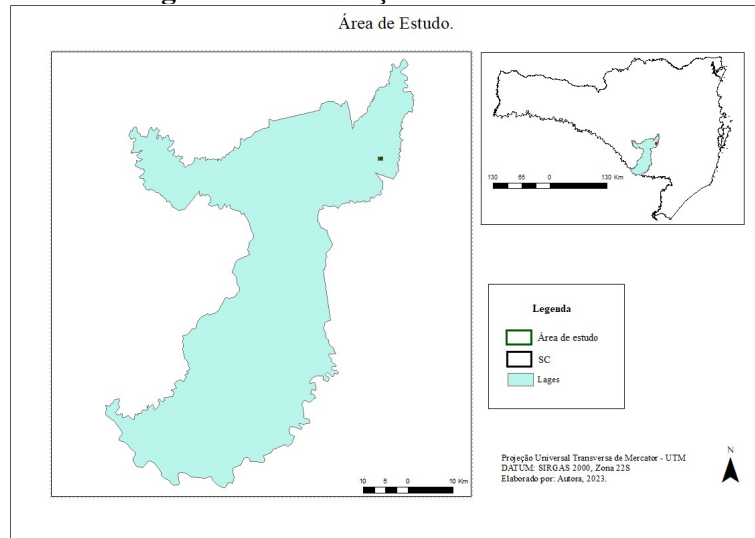 Área de Estudo.
130 65 0 130 Km
Legenda
Área de estudo
SC
Lages
10 5 0 10 Km
Projeção Universal Transversa de Mercator - UTM
DATUM: SIRGAS 2000, Zona 22S
Elaborado por: Autora, 2023.
N